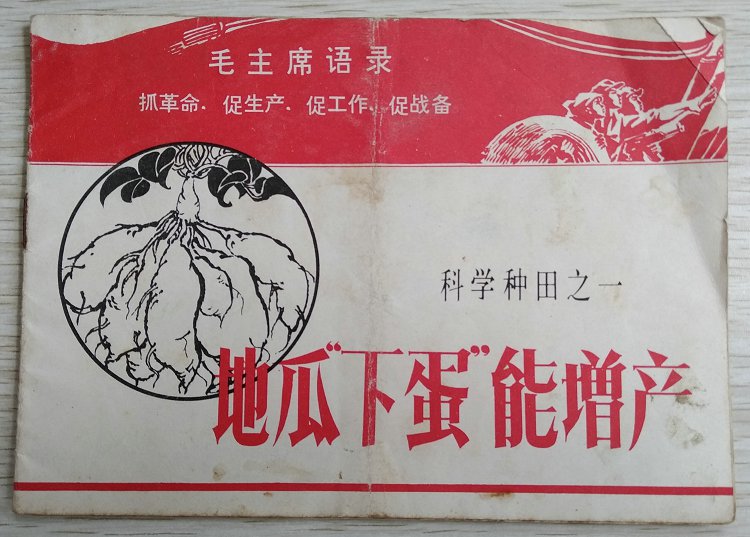 毛主席语录
抓革命．促生产．促工作．促战备
科学种田之一
地瓜“下蛋”能增产